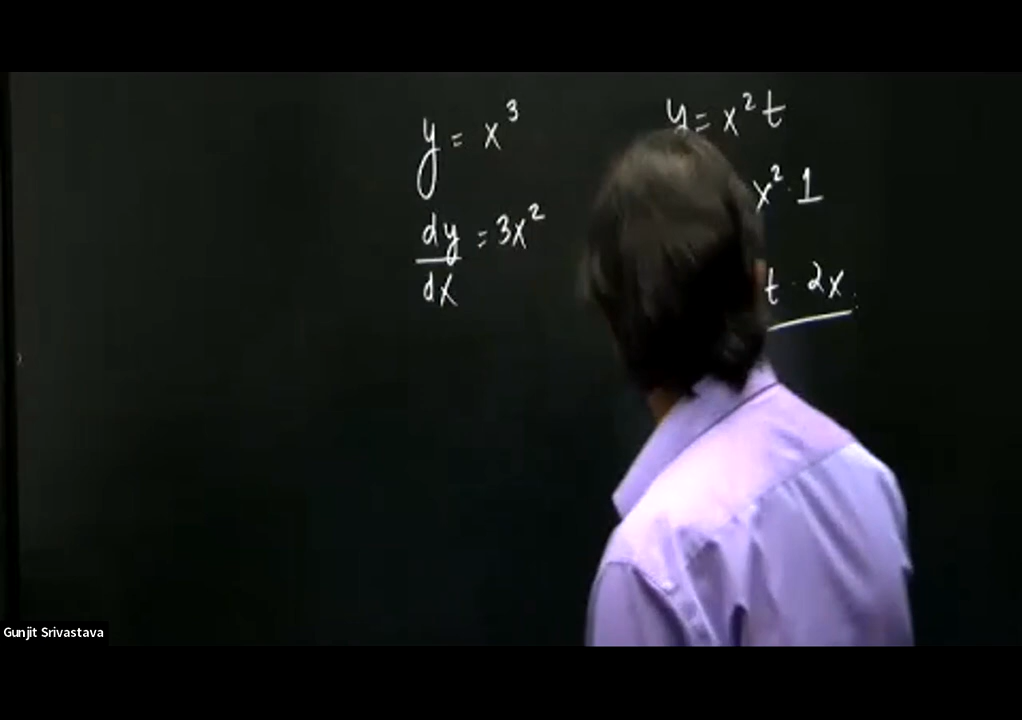 y = x³
dy/dx = 3x²
y = x² t
x² · 1
t · 2x
Gunjit Srivastava